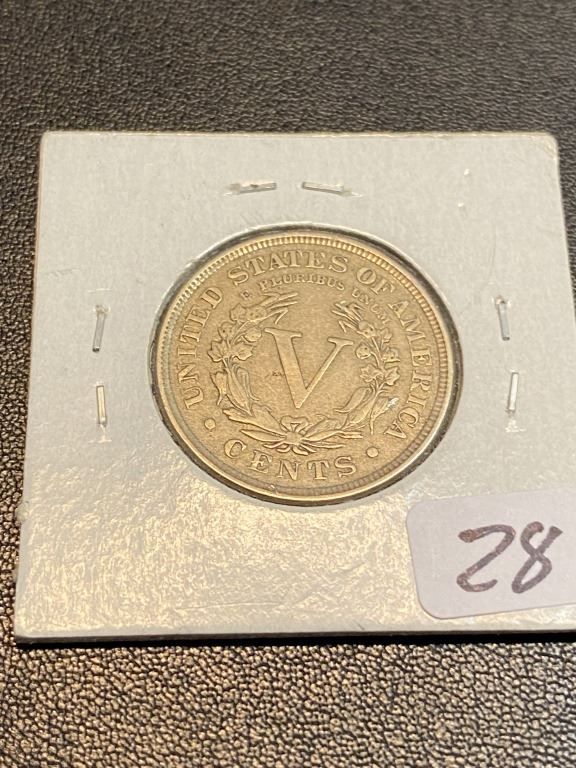 UNITED STATES OF AMERICA
E PLURIBUS UNUM
V
CENTS
28